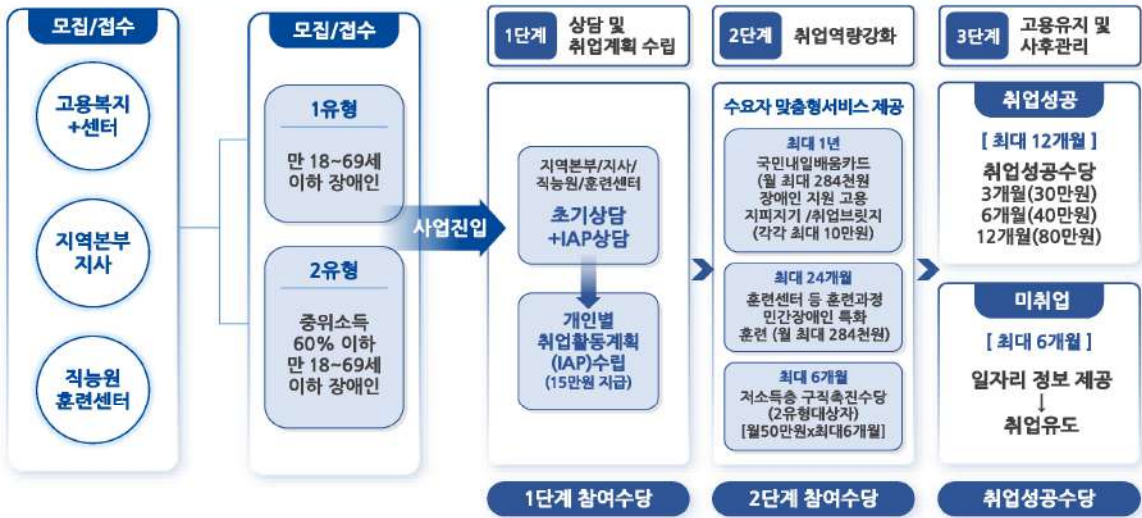 모집/접수
고용복지
+센터
지역본부
지사
직능원
훈련센터
모집/접수
1유형
만 18~69세
이하 장애인
2유형
중위소득
60% 이하
만 18~69세
이하 장애인
사업진입
1단계
상담 및
취업계획 수립
지역본부/지사/
직능원/훈련센터
초기상담
+IAP상담
개인별
취업활동계획
(IAP)수립
(15만원 지급)
1단계 참여수당
2단계
취업역량강화
수요자 맞춤형서비스 제공
최대 1년
국민내일배움카드
(월 최대 284천원
장애인 지원 고용
지피지기 /취업브릿지
(각각 최대 10만원)
최대 24개월
훈련센터 등 훈련과정
민간장애인 특화
훈련 (월 최대 284천원)
최대 6개월
저소득층 구직촉진수당
(2유형대상자)
[월50만원x최대6개월]
2단계 참여수당
3단계
고용유지 및
사후관리
취업성공
[ 최대 12개월 ]
취업성공수당
3개월(30만원)
6개월(40만원)
12개월(80만원)
미취업
[ 최대 6개월 ]
일자리 정보 제공
↓
취업유도
취업성공수당